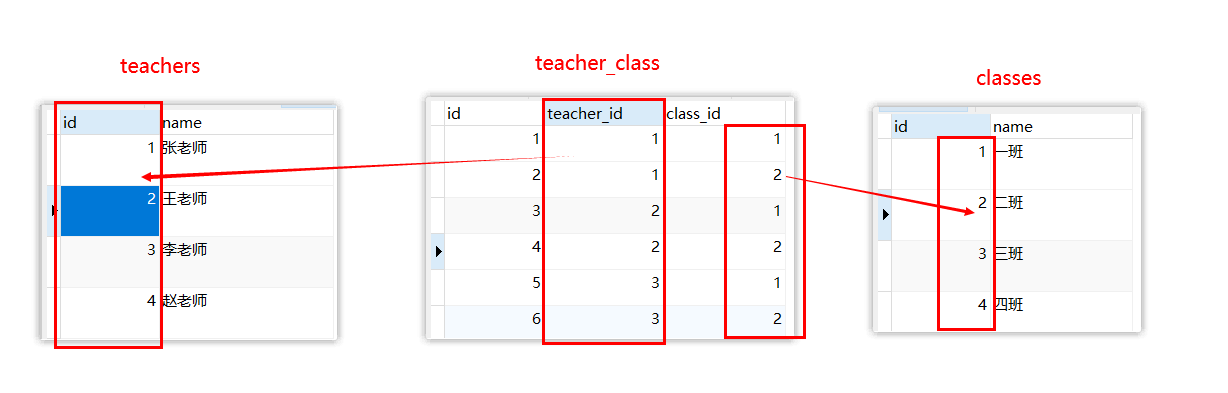 teachers
id name
1 张老师
2 王老师
3 李老师
4 赵老师
teacher_class
id teacher_id class_id
1 1 1
2 1 2
3 2 1
4 2 2
5 3 1
6 3 2
classes
id name
1 一班
2 二班
3 三班
4 四班